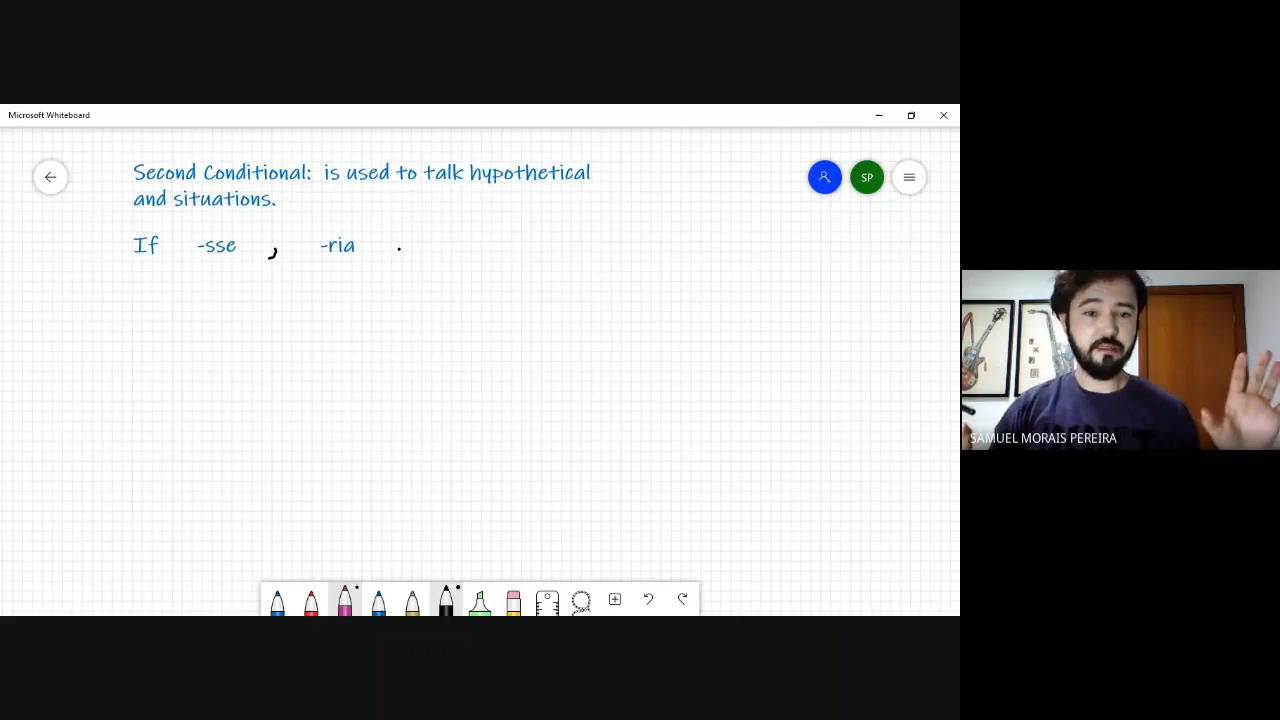 Microsoft Whiteboard
Second Conditional: is used to talk hypothetical
and situations.
SP
If -sse , -ria .
SAMUEL MORAIS PEREIRA